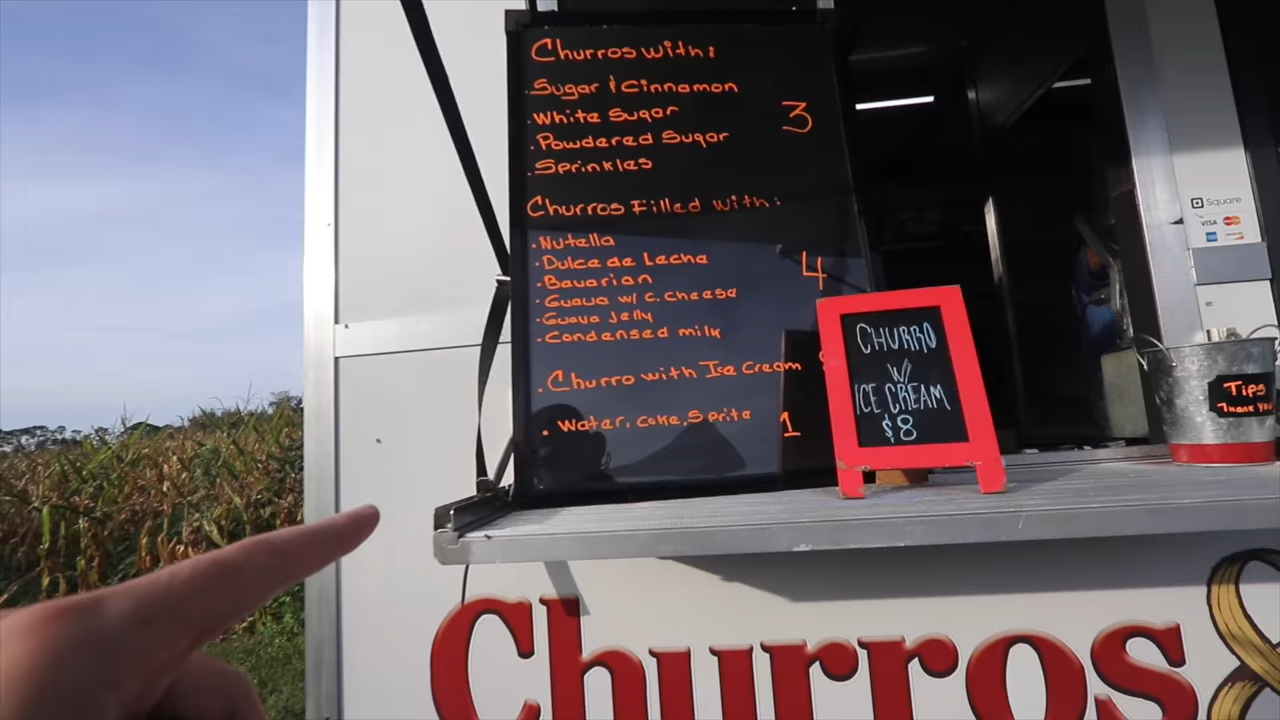 Churros with:
. Sugar & Cinnamon
. White Sugar
. Powdered Sugar
. Sprinkles
3
Churros Filled with:
. Nutella
. Dulce de Leche
. Bavarian
. Guava w/ C. Cheese
. Guava Jelly
. Condensed milk
4
. Churro with Ice Cream
. Water, Coke, Sprite 1
CHURRO
W/
ICE CREAM
$8
Square
VISA
Tips
Thank You
Churros &